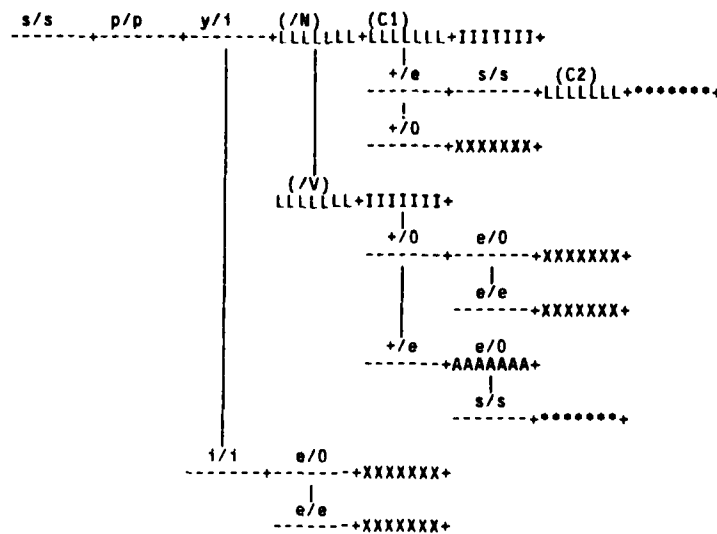 s/s p/p y/i (/N) (C1)
-------+-------+-------+LLLLLLL+LLLLLLL+IIIIIII+
+/e s/s (C2)
-------+-------+LLLLLLL+*******+
+/0
-------+XXXXXXX+
(/V)
LLLLLLL+IIIIIII+
+/0 e/0
-------+-------+XXXXXXX+
e/e
-------+XXXXXXX+
+/e e/0
-------+AAAAAAA+
s/s
-------+*******+
i/i e/0
-------+-------+XXXXXXX+
e/e
-------+XXXXXXX+